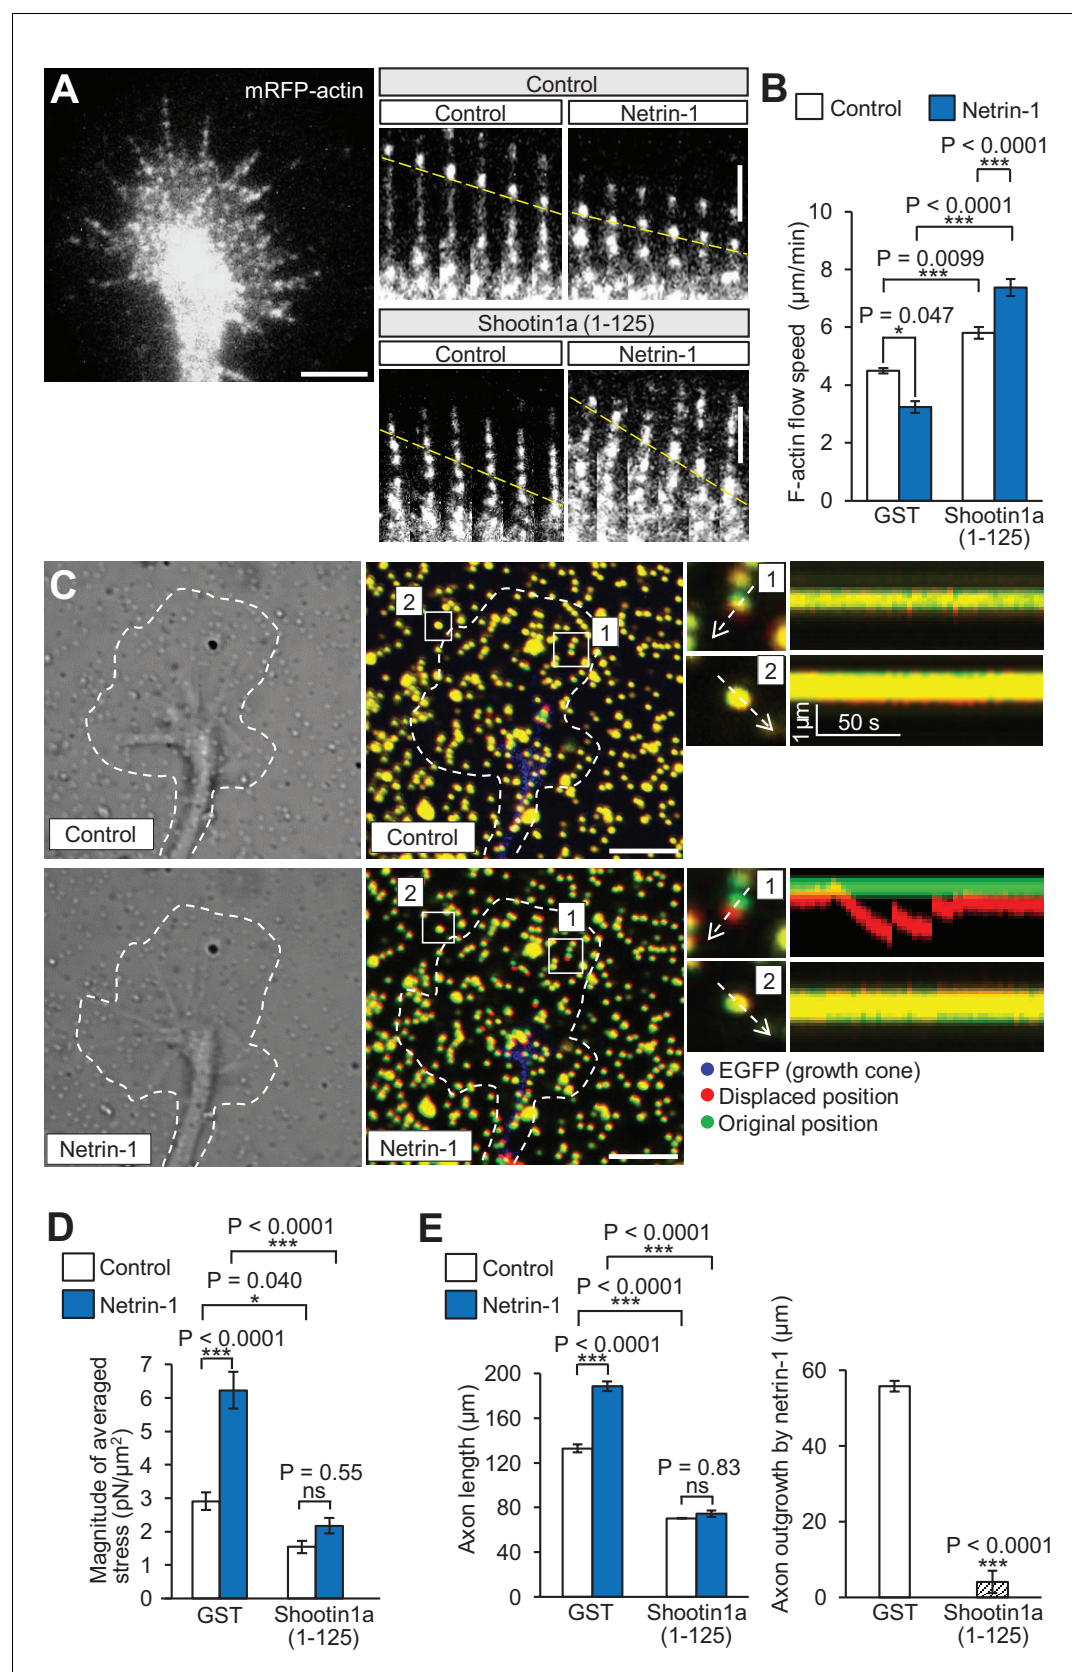 A
mRFP-actin
Control
Control
Netrin-1
Shootin1a (1-125)
Control
Netrin-1
B
Control
Netrin-1
P < 0.0001
***
P < 0.0001
***
P = 0.0099
***
P = 0.047
*
F-actin flow speed (µm/min)
10
8
6
4
2
0
GST
Shootin1a
(1-125)
C
Control
2
1
Control
1
2
1 µm
50 s
Netrin-1
2
1
Netrin-1
1
2
EGFP (growth cone)
Displaced position
Original position
D
Control
Netrin-1
P < 0.0001
***
P = 0.040
*
P < 0.0001
***
P = 0.55
ns
Magnitude of averaged
stress (pN/µm2)
7
6
5
4
3
2
1
0
GST
Shootin1a
(1-125)
E
Control
Netrin-1
P < 0.0001
***
P < 0.0001
***
P < 0.0001
***
P = 0.83
ns
Axon length (µm)
200
160
120
80
40
0
GST
Shootin1a
(1-125)
Axon outgrowth by netrin-1 (µm)
60
40
20
0
P < 0.0001
***
GST
Shootin1a
(1-125)